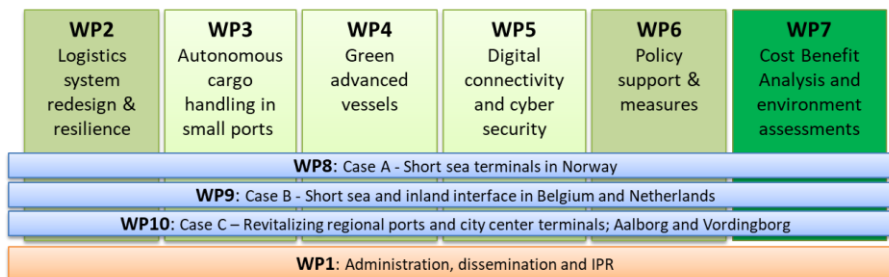 WP2
Logistics
system
redesign &
resilience
WP3
Autonomous
cargo
handling in
small ports
WP4
Green
advanced
vessels
WP5
Digital
connectivity
and cyber
security
WP6
Policy
support &
measures
WP7
Cost Benefit
Analysis and
environment
assessments
WP8: Case A - Short sea terminals in Norway
WP9: Case B - Short sea and inland interface in Belgium and Netherlands
WP10: Case C – Revitalizing regional ports and city center terminals; Aalborg and Vordingborg
WP1: Administration, dissemination and IPR